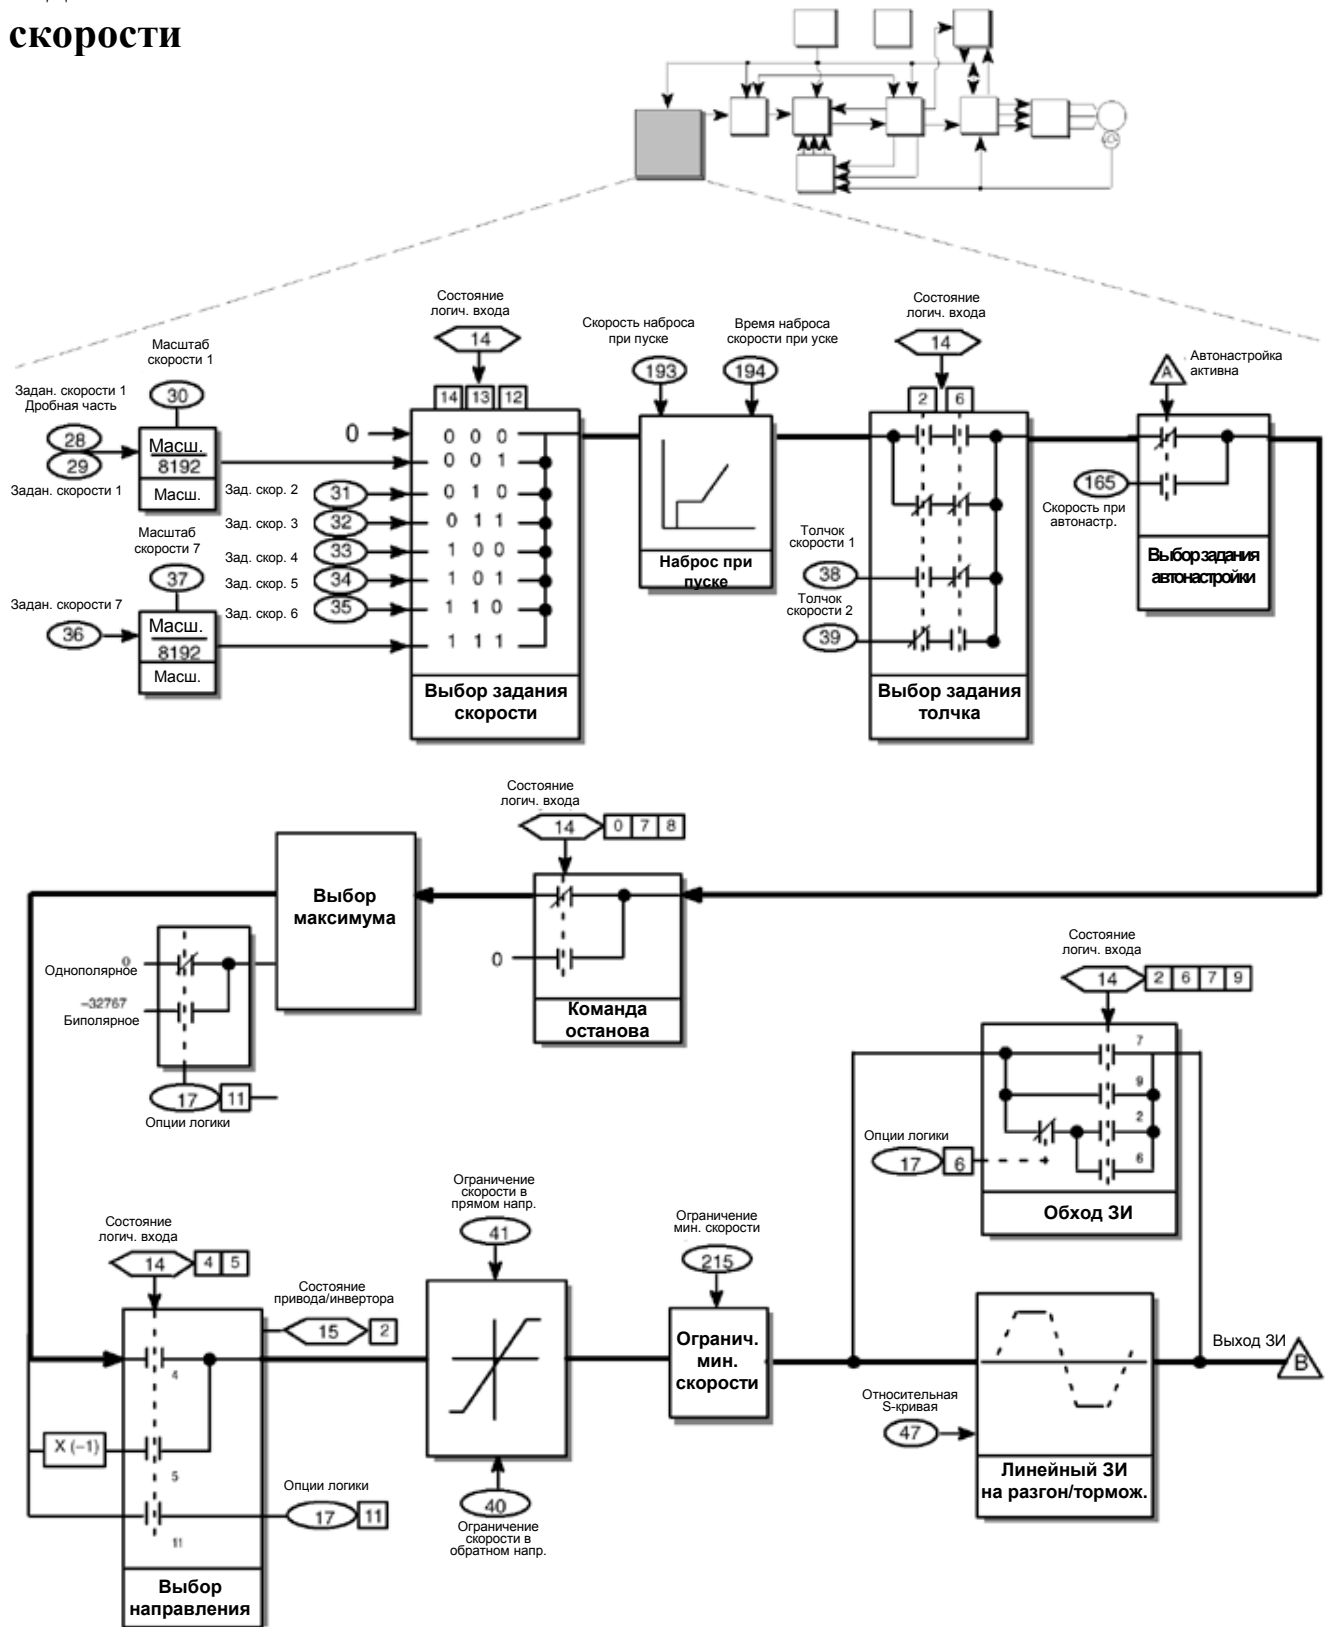 скорости
Состояние
логич. входа
14
14 13 12
Скорость наброса
при пуске
193
Время наброса
скорости при уске
194
Состояние
логич. входа
14
2 6
A
Автонастройка
активна
Масштаб
скорости 1
30
Задан. скорости 1
Дробная часть
28
29
Задан. скорости 1
Масш.
8192
Масш.
Масштаб
скорости 7
37
Задан. скорости 7
36
Масш.
8192
Масш.
0
Зад. скор. 2
31
Зад. скор. 3
32
Зад. скор. 4
33
Зад. скор. 5
34
Зад. скор. 6
35
0 0 0
0 0 1
0 1 0
0 1 1
1 0 0
1 0 1
1 1 0
1 1 1
Выбор задания
скорости
Наброс при
пуске
Толчок
скорости 1
38
Толчок
скорости 2
39
Выбор задания
толчка
165
Скорость при
автонастр.
Выбор задания
автонастройки
Состояние
логич. входа
14 0 7 8
0
Команда
останова
Выбор
максимума
0
Однополярное
–32767
Биполярное
17 11
Опции логики
Состояние
логич. входа
14 2 6 7 9
7
9
2
6
Опции логики
17 6
Обход ЗИ
Состояние
логич. входа
14 4 5
Состояние
привода/инвертора
15 2
4
X (–1)
5
11
Опции логики
17 11
Выбор
направления
Ограничение
скорости в
прямом напр.
41
40
Ограничение
скорости в
обратном напр.
Ограничение
мин. скорости
215
Огранич.
мин.
скорости
Относительная
S-кривая
47
Линейный ЗИ
на разгон/тормож.
Выход ЗИ
B